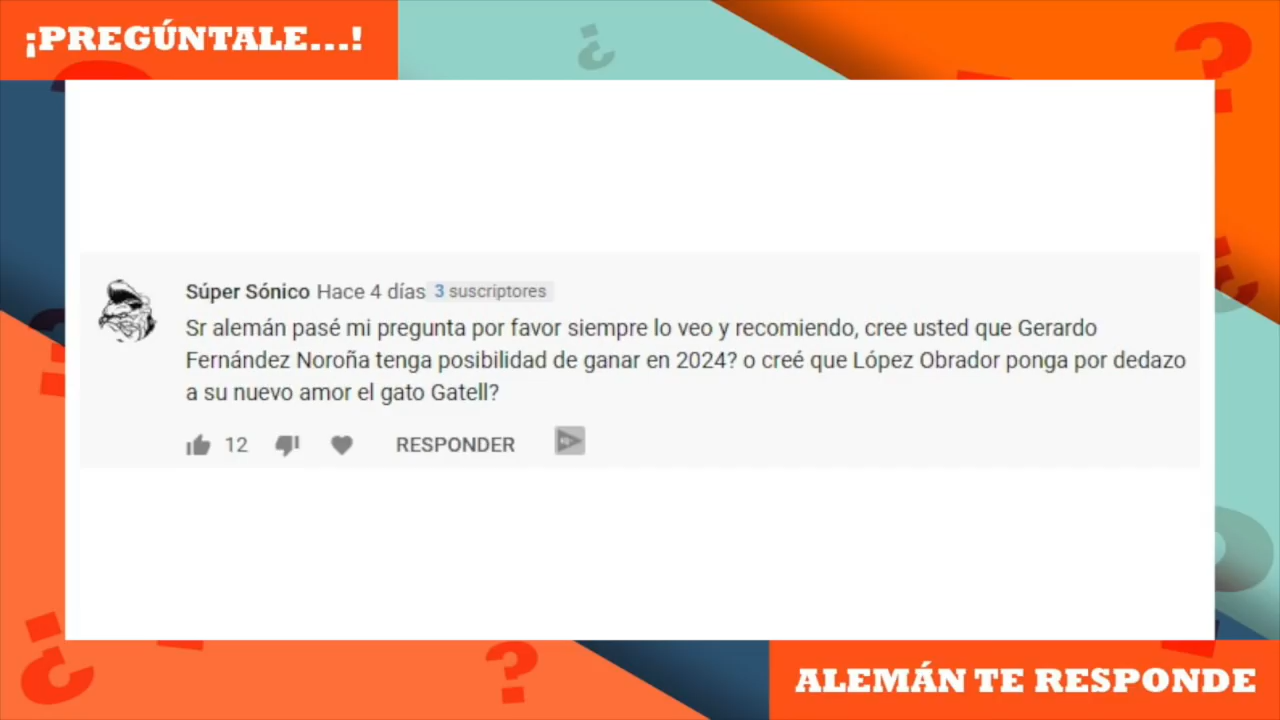 ¡PREGÚNTALE...!
Súper Sónico Hace 4 días 3 suscriptores
Sr alemán pasé mi pregunta por favor siempre lo veo y recomiendo, cree usted que Gerardo
Fernández Noroña tenga posibilidad de ganar en 2024? o creé que López Obrador ponga por dedazo
a su nuevo amor el gato Gatell?
12 RESPONDER
ALEMÁN TE RESPONDE